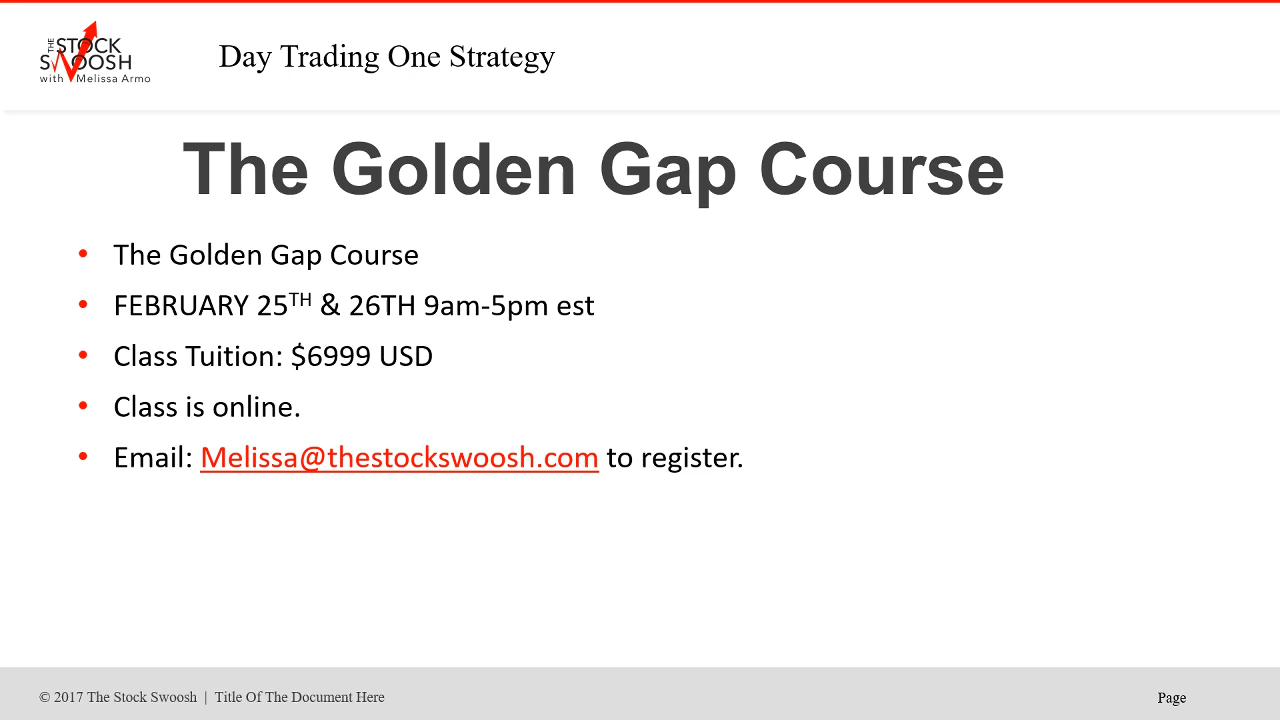 THE STOCK
SWOOSH
with Melissa Armo
Day Trading One Strategy
The Golden Gap Course
• The Golden Gap Course
• FEBRUARY 25TH & 26TH 9am-5pm est
• Class Tuition: $6999 USD
• Class is online.
• Email: Melissa@thestockswoosh.com to register.
© 2017 The Stock Swoosh | Title Of The Document Here
Page